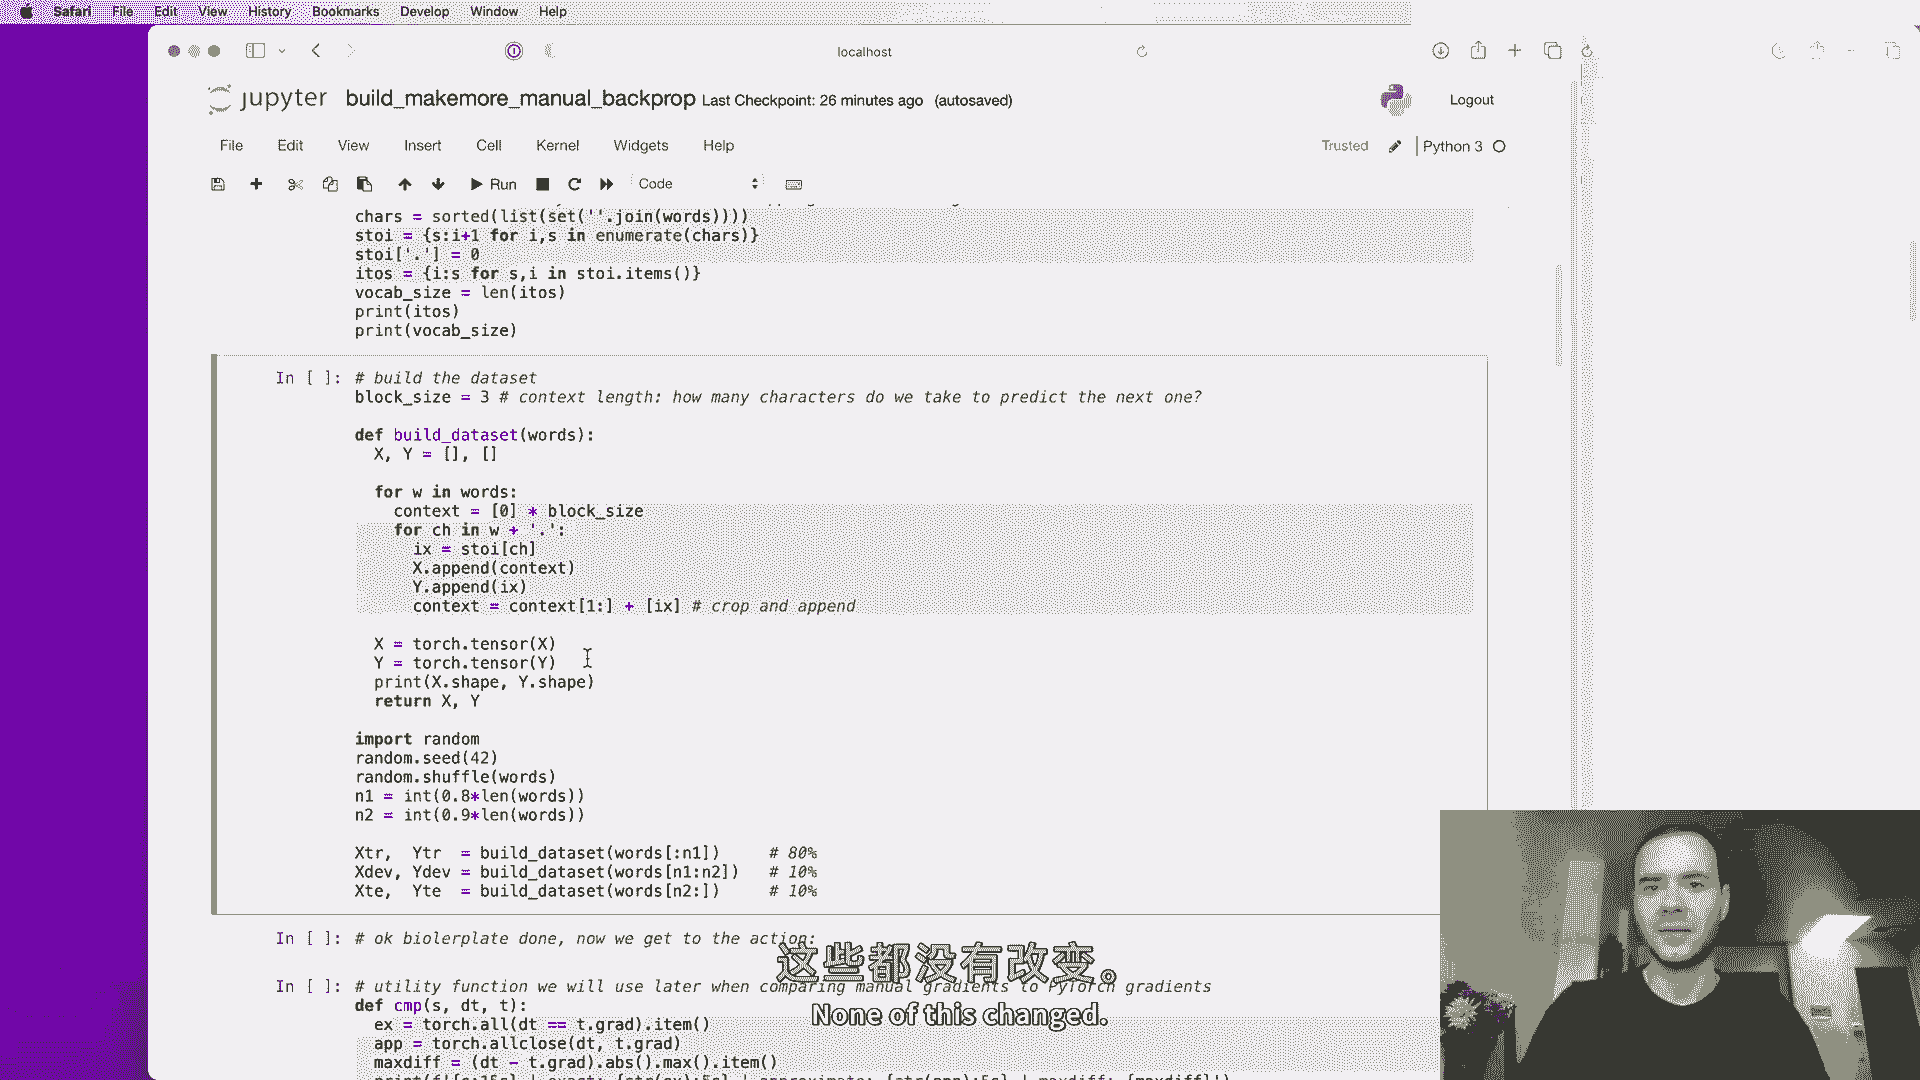 Safari File Edit View History Bookmarks Develop Window Help
localhost
jupyter build_makemore_manual_backprop Last Checkpoint: 26 minutes ago (autosaved)
Logout
File Edit View Insert Cell Kernel Widgets Help
Trusted Python 3
Run Code
chars = sorted(list(set(''.join(words))))
stoi = {s:i+1 for i,s in enumerate(chars)}
stoi['.'] = 0
itos = {i:s for s,i in stoi.items()}
vocab_size = len(itos)
print(itos)
print(vocab_size)
In [ ]: # build the dataset
block_size = 3 # context length: how many characters do we take to predict the next one?
def build_dataset(words):
X, Y = [], []
for w in words:
context = [0] * block_size
for ch in w + '.':
ix = stoi[ch]
X.append(context)
Y.append(ix)
context = context[1:] + [ix] # crop and append
X = torch.tensor(X)
Y = torch.tensor(Y)
print(X.shape, Y.shape)
return X, Y
import random
random.seed(42)
random.shuffle(words)
n1 = int(0.8*len(words))
n2 = int(0.9*len(words))
Xtr, Ytr = build_dataset(words[:n1]) # 80%
Xdev, Ydev = build_dataset(words[n1:n2]) # 10%
Xte, Yte = build_dataset(words[n2:]) # 10%
In [ ]: # ok biolerplate done, now we get to the action:
这些都没有改变。
In [ ]: # utility function we will use later when comparing manual gradients to PyTorch gradients
def cmp(s, dt, t):
None of this changed.
ex = torch.all(dt == t.grad).item()
app = torch.allclose(dt, t.grad)
maxdiff = (dt - t.grad).abs().max().item()